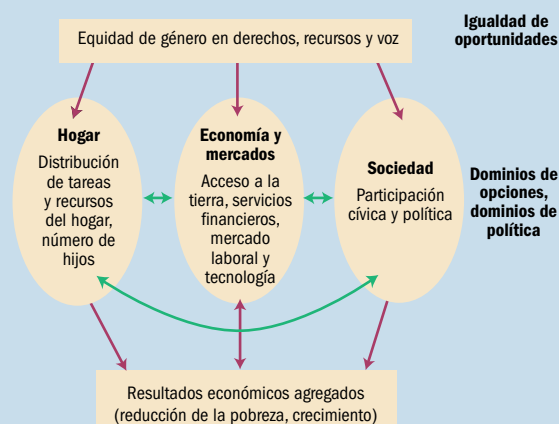 Igualdad de
oportunidades
Equidad de género en derechos, recursos y voz
Hogar
Distribución
de tareas
y recursos
del hogar,
número de
hijos
Economía y
mercados
Acceso a la
tierra, servicios
financieros,
mercado
laboral y
tecnología
Sociedad
Participación
cívica y política
Dominios de
opciones,
dominios de
política
Resultados económicos agregados
(reducción de la pobreza, crecimiento)